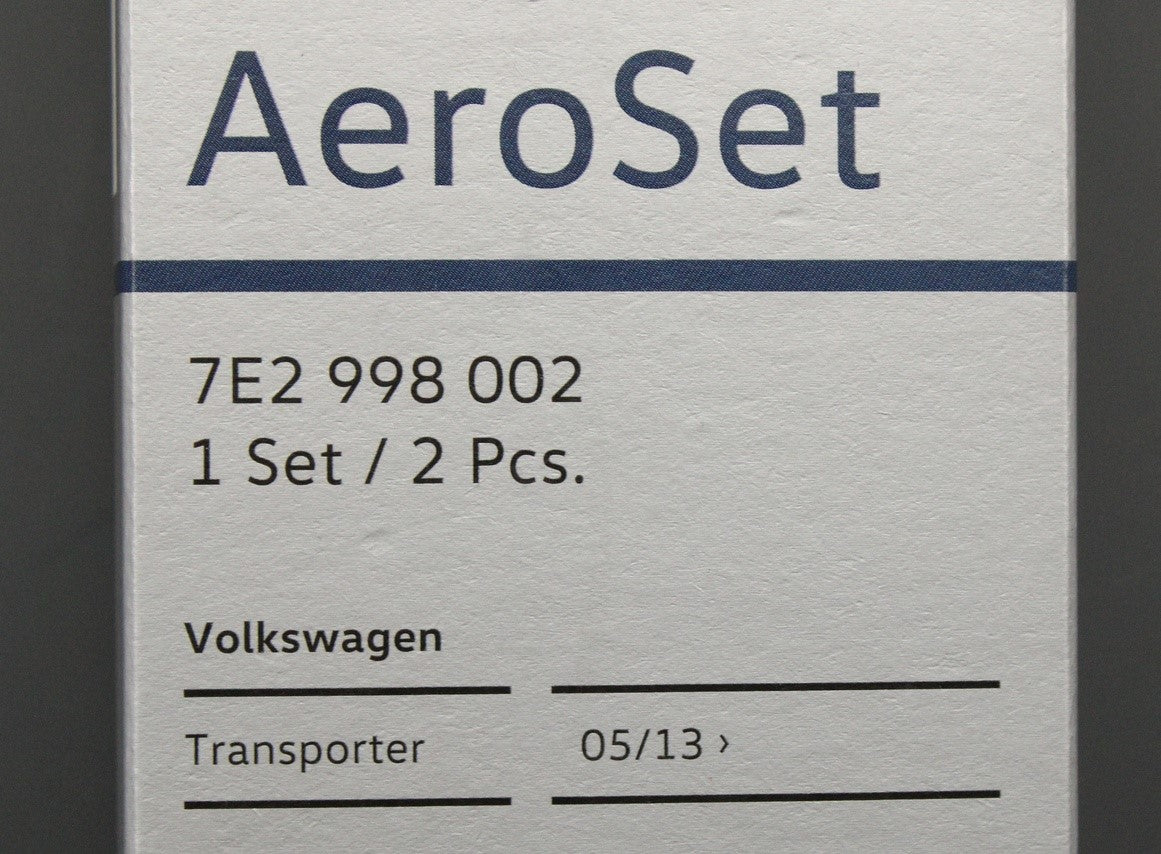 AeroSet
7E2 998 002
1 Set / 2 Pcs.
Volkswagen
Transporter 05/13 ›